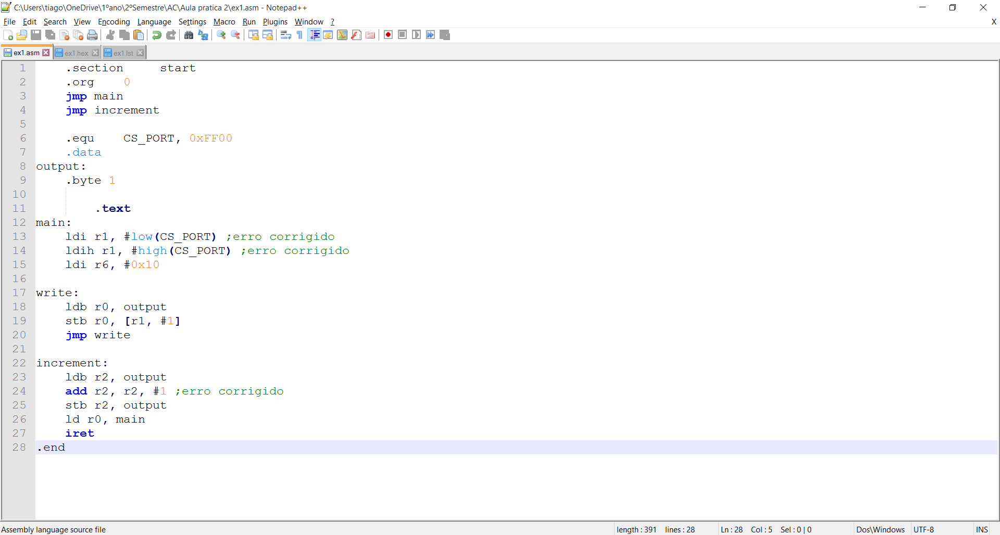 C:\Users\tiago\OneDrive\1ºano\2ºSemestre\AC\Aula pratica 2\ex1.asm - Notepad++
File Edit Search View Encoding Language Settings Macro Run Plugins Window ? X
ex1.asm ex1.hex ex1.lst
1 .section start
2 .org 0
3 jmp main
4 jmp increment
5
6 .equ CS_PORT, 0xFF00
7 .data
8 output:
9 .byte 1
10
11 .text
12 main:
13 ldi r1, #low(CS_PORT) ;erro corrigido
14 ldih r1, #high(CS_PORT) ;erro corrigido
15 ldi r6, #0x10
16
17 write:
18 ldb r0, output
19 stb r0, [r1, #1]
20 jmp write
21
22 increment:
23 ldb r2, output
24 add r2, r2, #1 ;erro corrigido
25 stb r2, output
26 ld r0, main
27 iret
28 .end
Assembly language source file length : 391 lines : 28 Ln : 28 Col : 5 Sel : 0 | 0 Dos\Windows UTF-8 INS